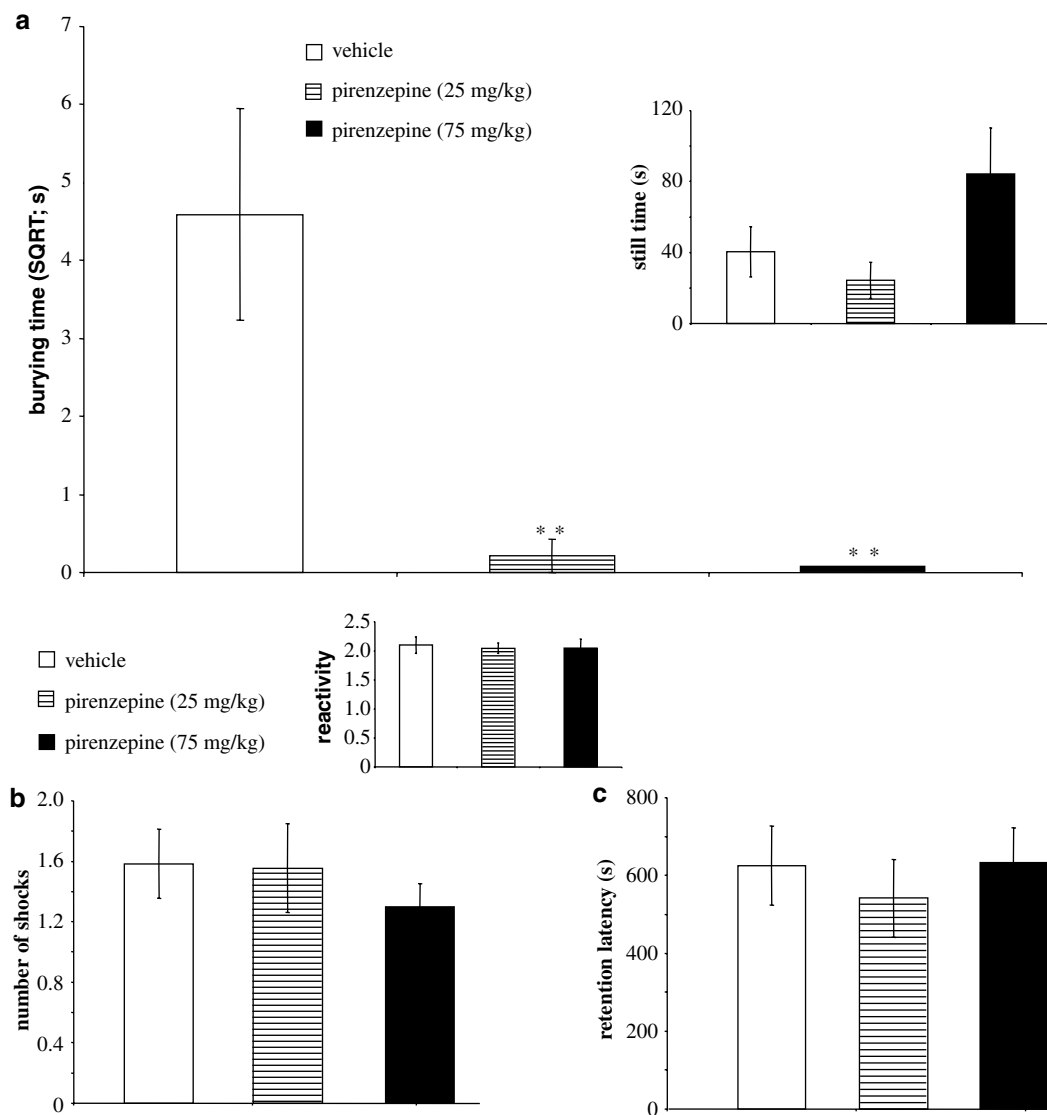 a
7
6
5
4
3
2
1
0
burying time (SQRT; s)
vehicle
pirenzepine (25 mg/kg)
pirenzepine (75 mg/kg)
120
80
40
0
still time (s)
* *
* *
vehicle
pirenzepine (25 mg/kg)
pirenzepine (75 mg/kg)
2.5
2.0
1.5
1.0
0.5
0
reactivity
b
2.0
1.6
1.2
0.8
0.4
0
number of shocks
c
800
600
400
200
0
retention latency (s)